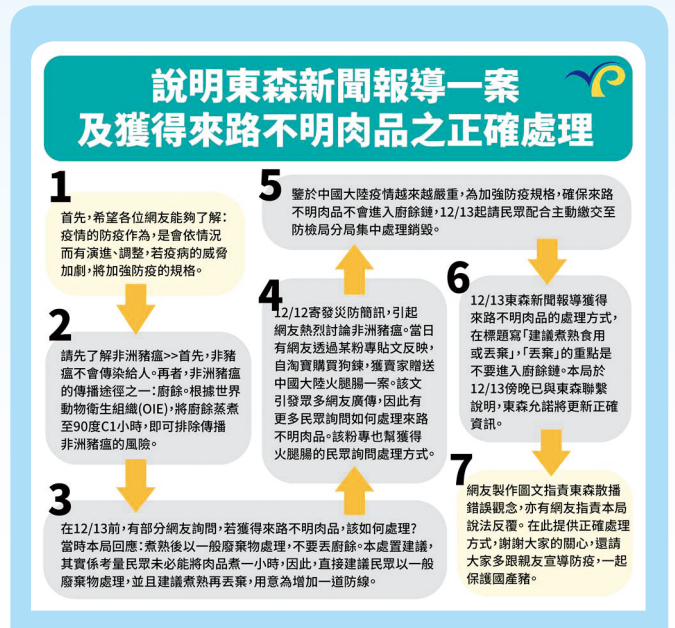 說明東森新聞報導一案
及獲得來路不明肉品之正確處理
1
首先,希望各位網友能夠了解:
疫情的防疫作為,是會依情況
而有演進、調整,若疫病的威脅
加劇,將加強防疫的規格。
2
請先了解非洲豬瘟>>首先,非豬
瘟不會傳染給人。再者,非洲豬瘟
的傳播途徑之一:廚餘。根據世界
動物衛生組織(OIE),將廚餘蒸煮
至90度C1小時,即可排除傳播
非洲豬瘟的風險。
3
在12/13前,有部分網友詢問,若獲得來路不明肉品,該如何處理?
當時本局回應:煮熟後以一般廢棄物處理,不要丟廚餘。本處置建議,
其實係考量民眾未必能將肉品煮一小時,因此,直接建議民眾以一般
廢棄物處理,並且建議煮熟再丟棄,用意為增加一道防線。
4
12/12寄發災防簡訊,引起
網友熱烈討論非洲豬瘟。當日
有網友透過某粉專貼文反映,
自淘寶購買狗鍊,獲賣家贈送
中國大陸火腿腸一案。該文
引發眾多網友廣傳,因此有
更多民眾詢問如何處理來路
不明肉品。該粉專也幫獲得
火腿腸的民眾詢問處理方式。
5
鑒於中國大陸疫情越來越嚴重,為加強防疫規格,確保來路
不明肉品不會進入廚餘鏈,12/13起請民眾配合主動繳交至
防檢局分局集中處理銷毀。
6
12/13東森新聞報導獲得
來路不明肉品的處理方式,
在標題寫「建議煮熟食用
或丟棄」,「丟棄」的重點是
不要進入廚餘鏈。本局於
12/13傍晚已與東森聯繫
說明,東森允諾將更新正確
資訊。
7
網友製作圖文指責東森散播
錯誤觀念,亦有網友指責本局
說法反覆。在此提供正確處理
方式,謝謝大家的關心,還請
大家多跟親友宣導防疫,一起
保護國產豬。